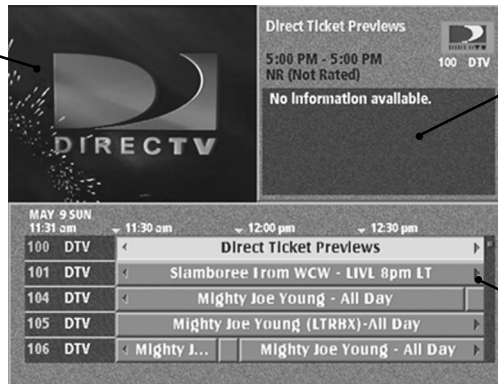 DIRECTV
Direct Ticket Previews
5:00 PM - 5:00 PM
NR (Not Rated)
DIRECTV
100 DTV
No Information available.
MAY 9 SUN
11:31 am
11:30 am
12:00 pm
12:30 pm
100 DTV
Direct Ticket Previews
101 DTV
Slamboree from WCW - LIVE 8pm ET
104 DTV
Mighty Joe Young - All Day
105 DTV
Mighty Joe Young (LTRBX)-All Day
106 DTV
Mighty J...
Mighty Joe Young - All Day